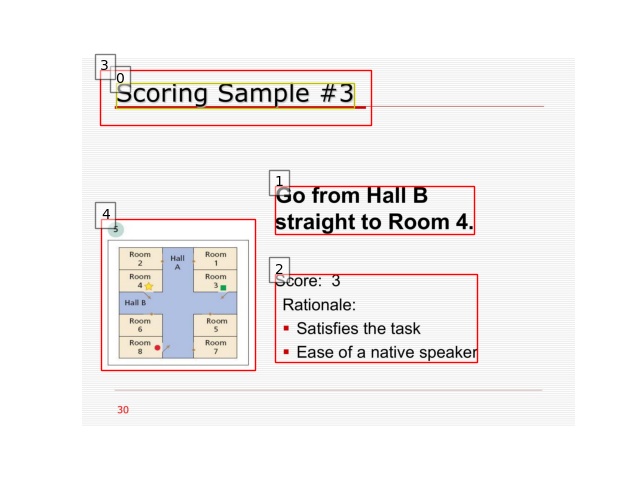 3
0
Scoring Sample #3
1
Go from Hall B
straight to Room 4.
4
5
Room 2
Hall A
Room 1
Room 4
Room 3
Hall B
Room 6
Room 5
Room 8
Room 7
2
Score: 3
Rationale:
Satisfies the task
Ease of a native speaker
30